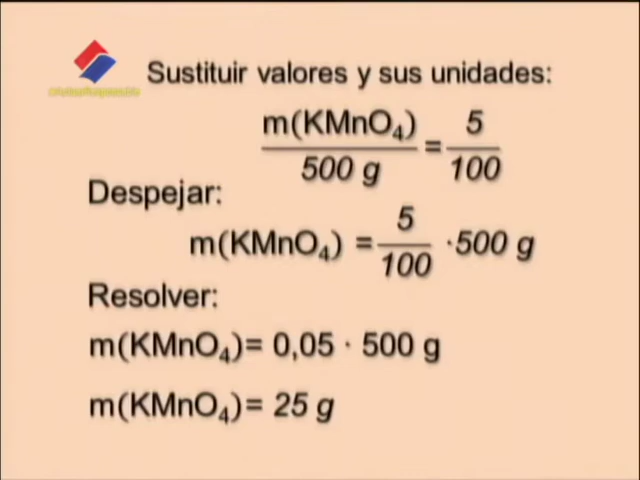 Sustituir valores y sus unidades:
m(KMnO₄)/500 g = 5/100
Despejar:
m(KMnO₄) = 5/100 · 500 g
Resolver:
m(KMnO₄)= 0,05 · 500 g
m(KMnO₄)= 25 g